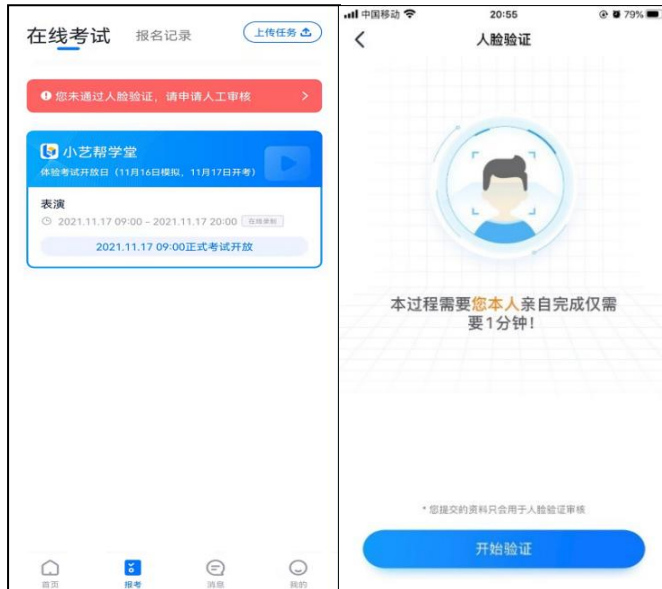 在线考试 报名记录 上传任务
您未通过人脸验证，请申请人工审核
小艺帮学堂
体验考试开放日（11月16日模拟，11月17日开考）
表演
2021.11.17 09:00 – 2021.11.17 20:00 在线录制
2021.11.17 09:00正式考试开放
首页 报考 消息 我的
中国移动 20:55 79%
人脸验证
本过程需要您本人亲自完成仅需
要1分钟！
* 您提交的资料只会用于人脸验证审核
开始验证